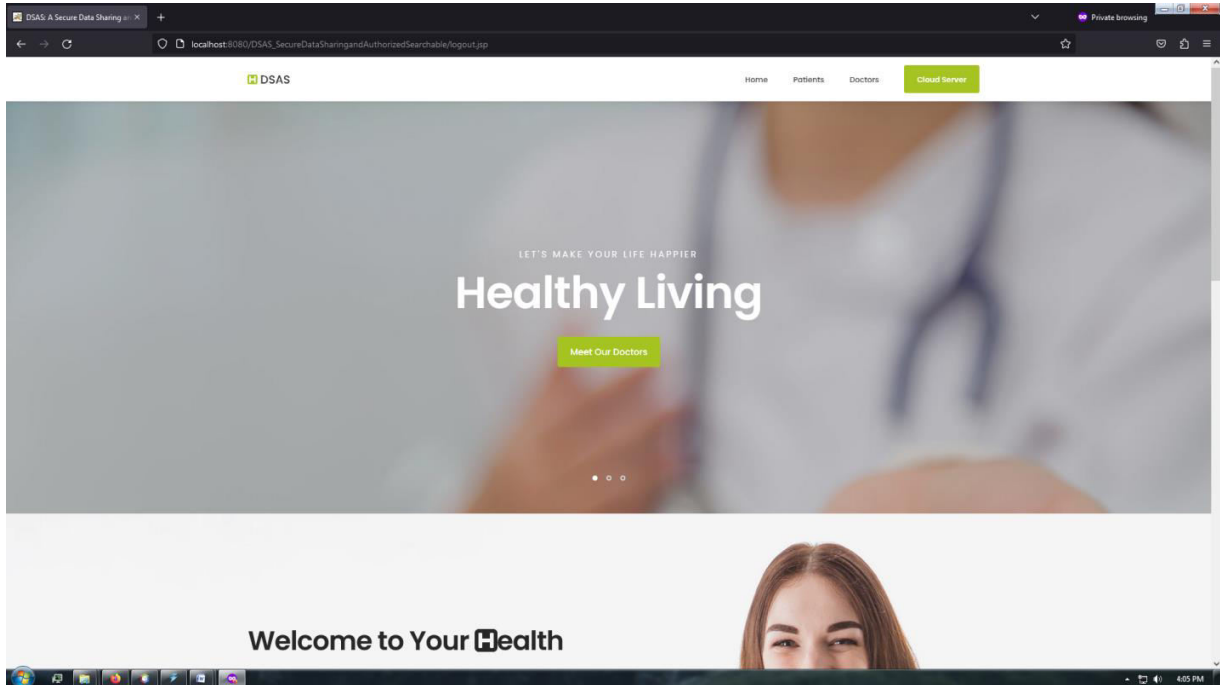 DSAS: A Secure Data Sharing an
Private browsing
localhost:8080/DSAS_SecureDataSharingandAuthorizedSearchable/logout.jsp
H DSAS
Home Patients Doctors Cloud Server
LET'S MAKE YOUR LIFE HAPPIER
Healthy Living
Meet Our Doctors
Welcome to Your Health
4:05 PM